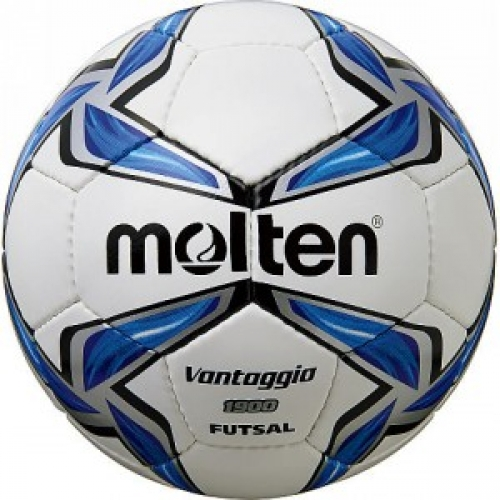 molten®
Vantaggio
1900
FUTSAL